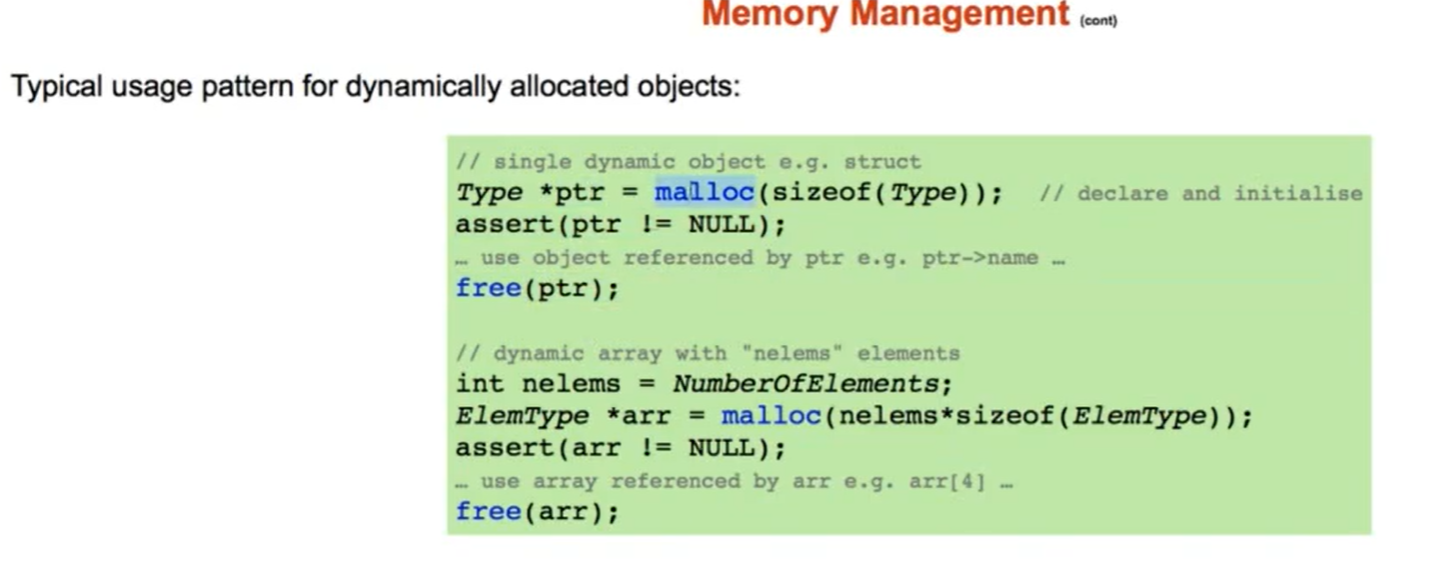 Memory Management (cont)
Typical usage pattern for dynamically allocated objects:
// single dynamic object e.g. struct
Type *ptr = malloc(sizeof(Type)); // declare and initialise
assert(ptr != NULL);
… use object referenced by ptr e.g. ptr->name …
free(ptr);
// dynamic array with "nelems" elements
int nelems = NumberOfElements;
ElemType *arr = malloc(nelems*sizeof(ElemType));
assert(arr != NULL);
… use array referenced by arr e.g. arr[4] …
free(arr);